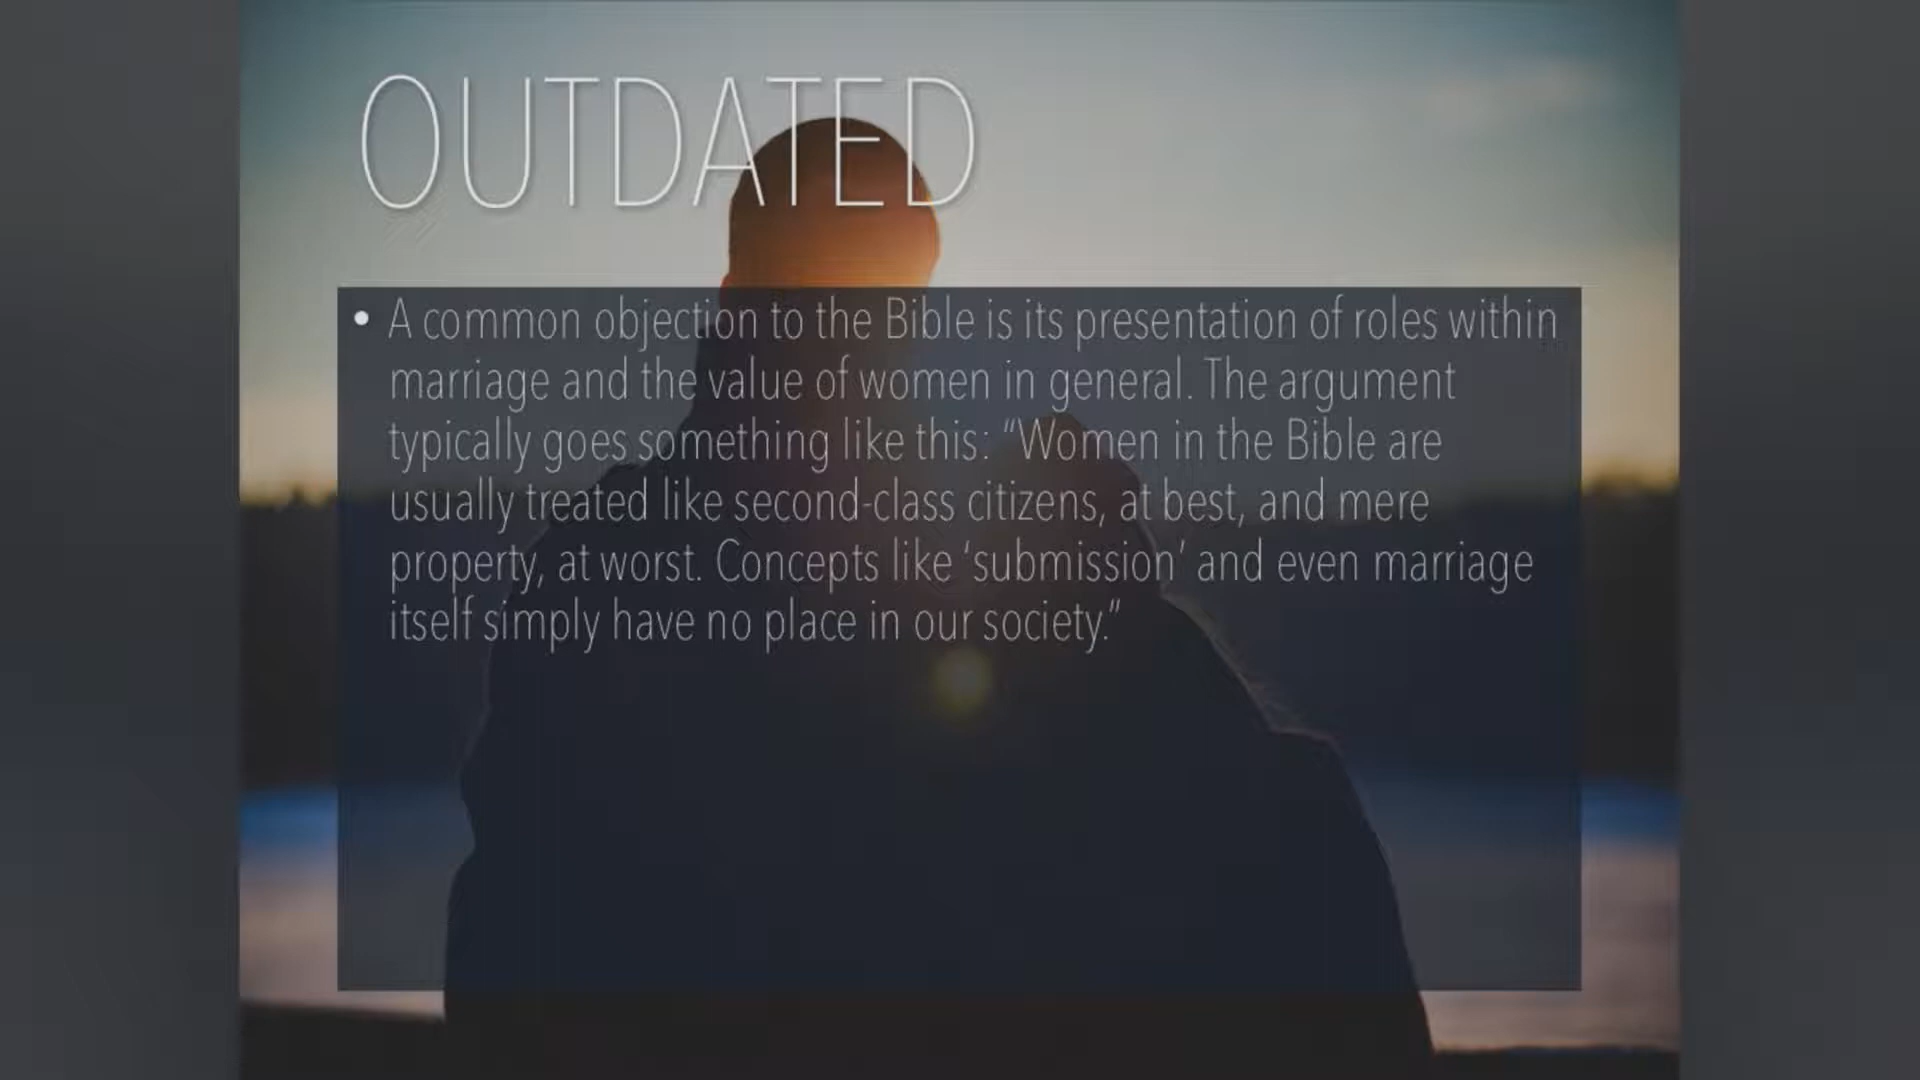 OUTDATED
• A common objection to the Bible is its presentation of roles within
marriage and the value of women in general. The argument
typically goes something like this: “Women in the Bible are
usually treated like second-class citizens, at best, and mere
property, at worst. Concepts like ‘submission’ and even marriage
itself simply have no place in our society.”